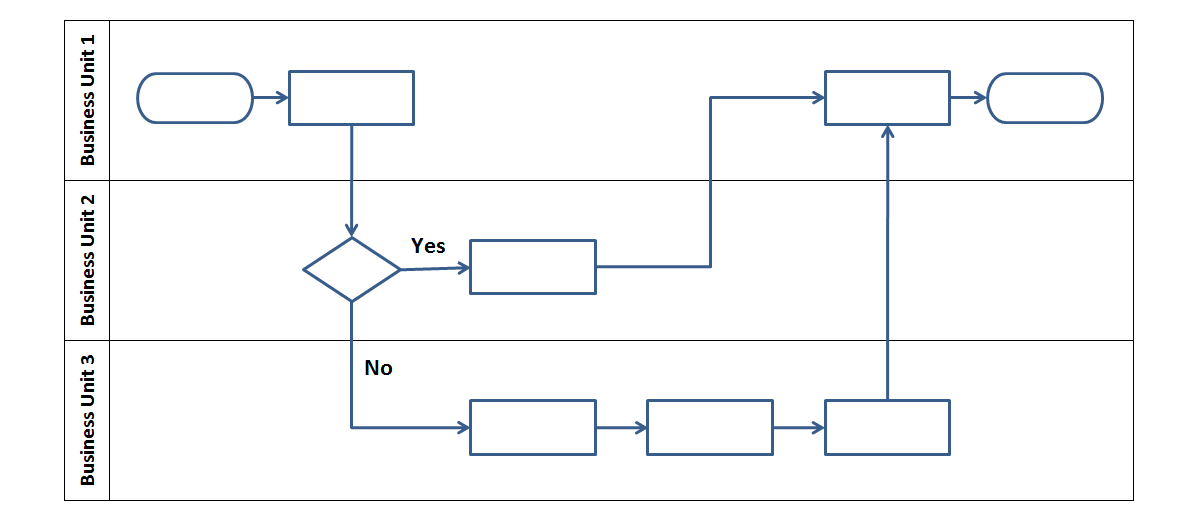 Business Unit 1
Business Unit 2
Yes
Business Unit 3
No